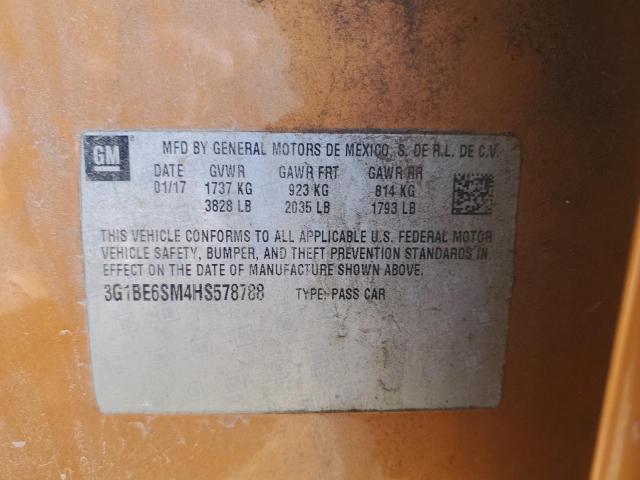 GM
MFD BY GENERAL MOTORS DE MEXICO, S. DE R.L. DE C.V.
DATE GVWR GAWR FRT GAWR RR
01/17 1737 KG 923 KG 814 KG
3828 LB 2035 LB 1793 LB
THIS VEHICLE CONFORMS TO ALL APPLICABLE U.S. FEDERAL MOTOR
VEHICLE SAFETY, BUMPER, AND THEFT PREVENTION STANDARDS IN
EFFECT ON THE DATE OF MANUFACTURE SHOWN ABOVE.
3G1BE6SM4HS578788 TYPE: PASS CAR